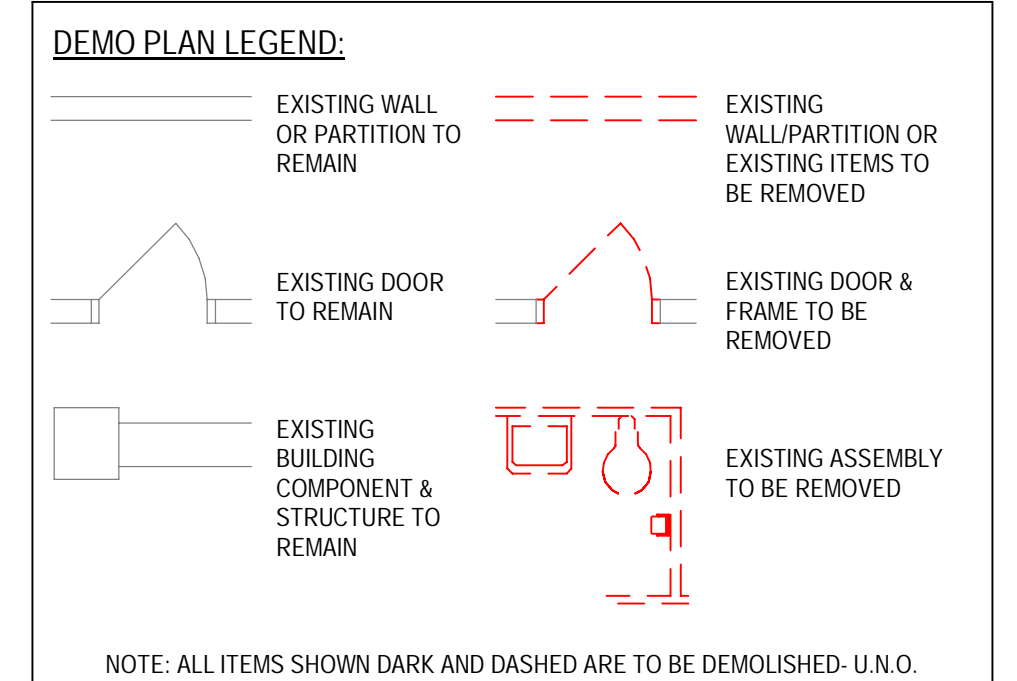 DEMO PLAN LEGEND:
EXISTING WALL
OR PARTITION TO
REMAIN
EXISTING
WALL/PARTITION OR
EXISTING ITEMS TO
BE REMOVED
EXISTING DOOR
TO REMAIN
EXISTING DOOR &
FRAME TO BE
REMOVED
EXISTING
BUILDING
COMPONENT &
STRUCTURE TO
REMAIN
EXISTING ASSEMBLY
TO BE REMOVED
NOTE: ALL ITEMS SHOWN DARK AND DASHED ARE TO BE DEMOLISHED- U.N.O.